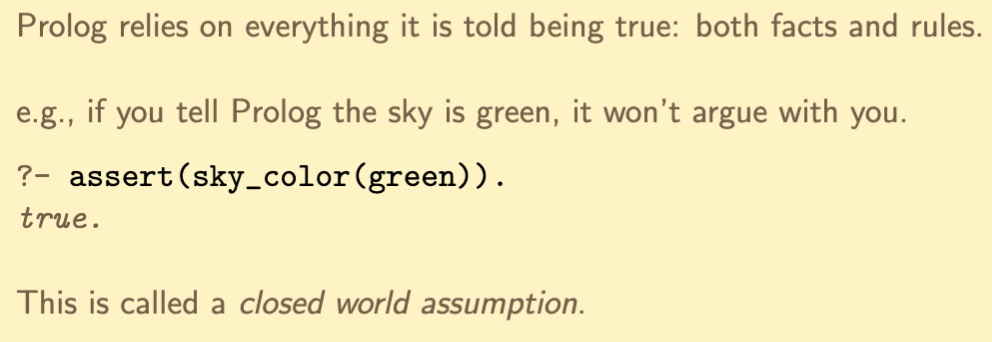 Prolog relies on everything it is told being true: both facts and rules.
e.g., if you tell Prolog the sky is green, it won't argue with you.
?- assert(sky_color(green)).
true.
This is called a closed world assumption.